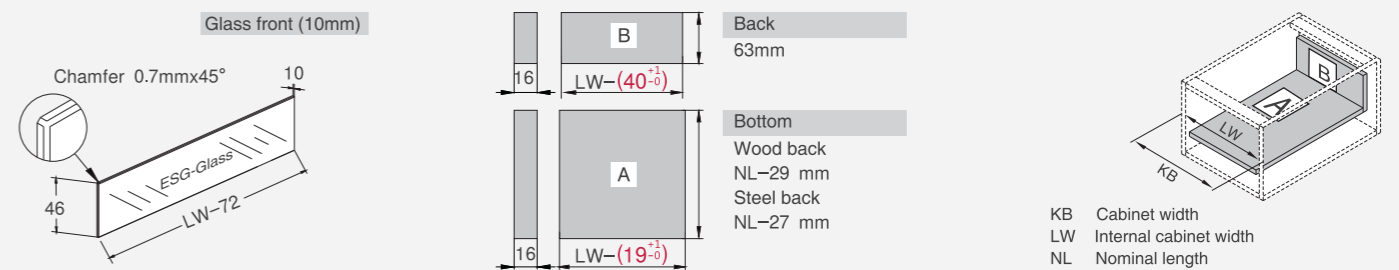 Glass front (10mm)
Chamfer 0.7mmx45°
10
ESG-Glass
46
LW-72
B
16
LW-(40+1-0)
Back
63mm
A
16
LW-(19+1-0)
Bottom
Wood back
NL-29 mm
Steel back
NL-27 mm
B
A
LW
KB
KB Cabinet width
LW Internal cabinet width
NL Nominal length